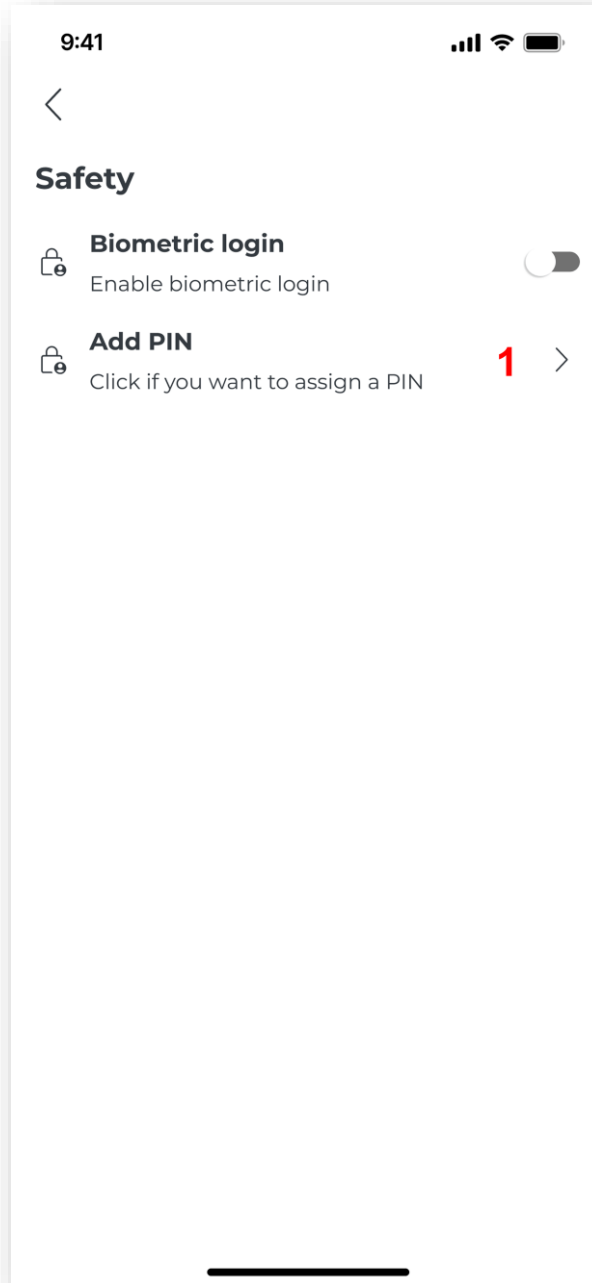 9:41
Safety
Biometric login
Enable biometric login
Add PIN
Click if you want to assign a PIN
1